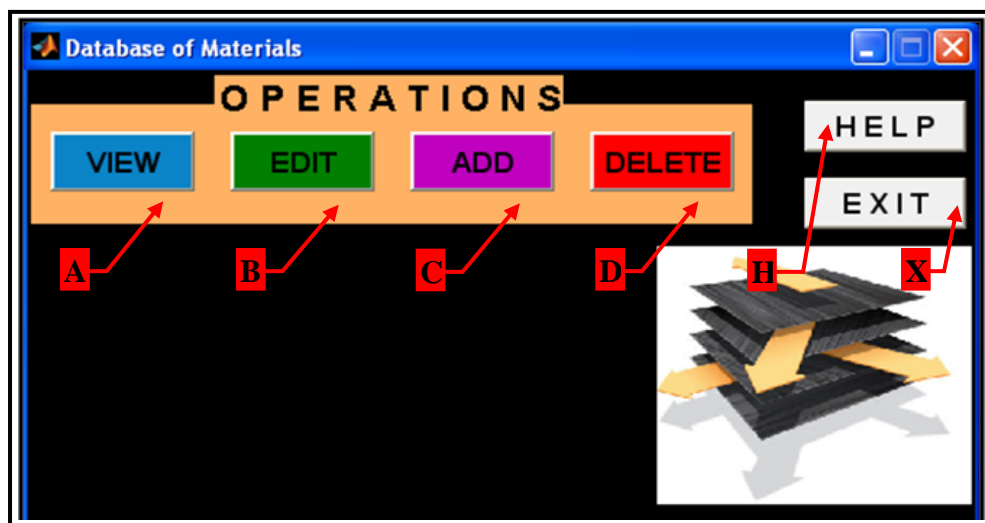 Database of Materials
OPERATIONS
VIEW EDIT ADD DELETE
HELP
EXIT
A B C D H X